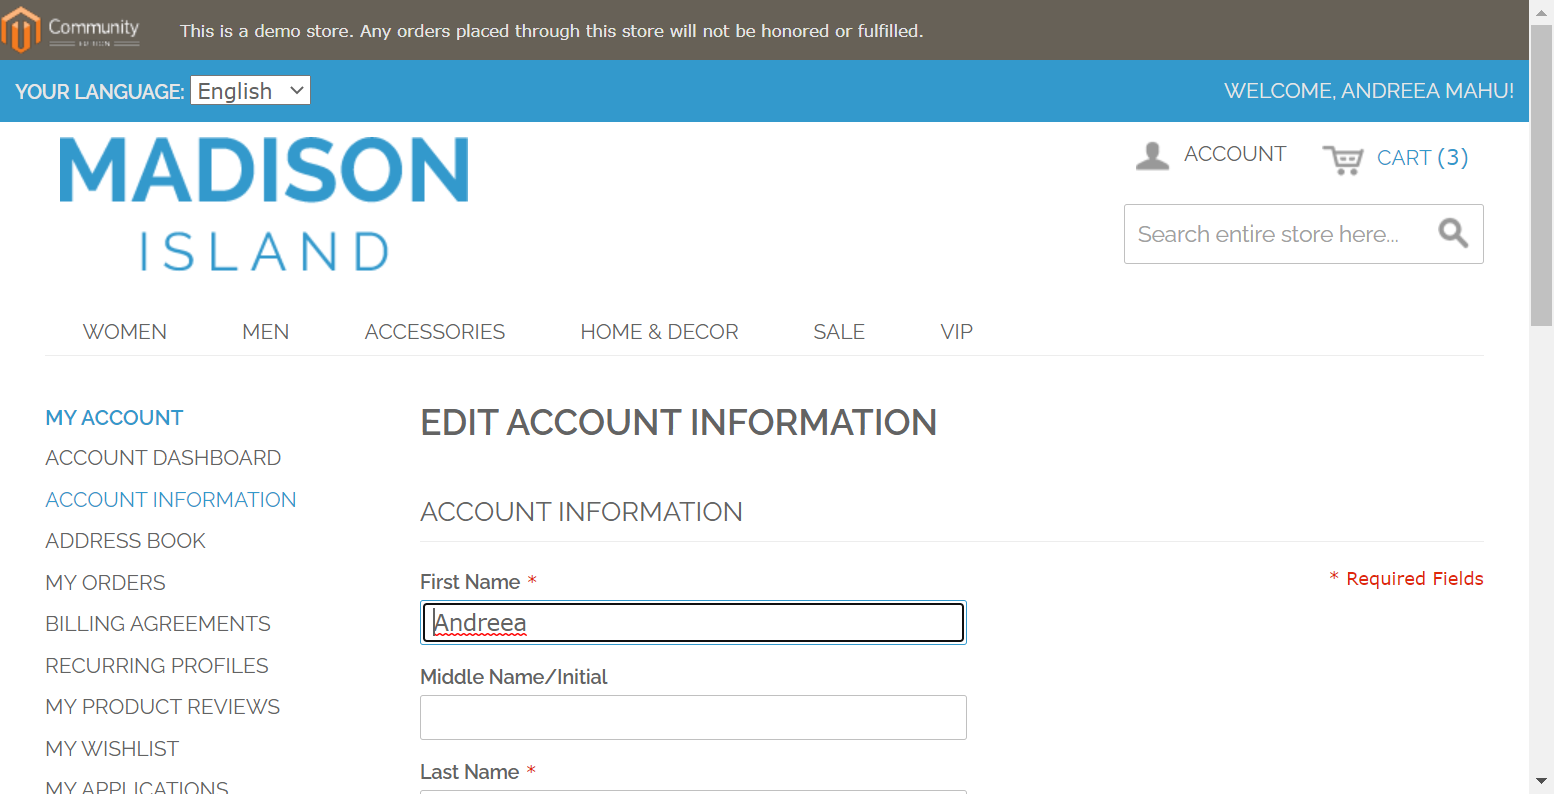 Community
EDITION
This is a demo store. Any orders placed through this store will not be honored or fulfilled.
YOUR LANGUAGE: English
WELCOME, ANDREEA MAHU!
MADISON
ISLAND
ACCOUNT
CART (3)
Search entire store here...
WOMEN MEN ACCESSORIES HOME & DECOR SALE VIP
MY ACCOUNT
ACCOUNT DASHBOARD
ACCOUNT INFORMATION
ADDRESS BOOK
MY ORDERS
BILLING AGREEMENTS
RECURRING PROFILES
MY PRODUCT REVIEWS
MY WISHLIST
MY APPLICATIONS
EDIT ACCOUNT INFORMATION
ACCOUNT INFORMATION
* Required Fields
First Name *
Andreea
Middle Name/Initial
Last Name *